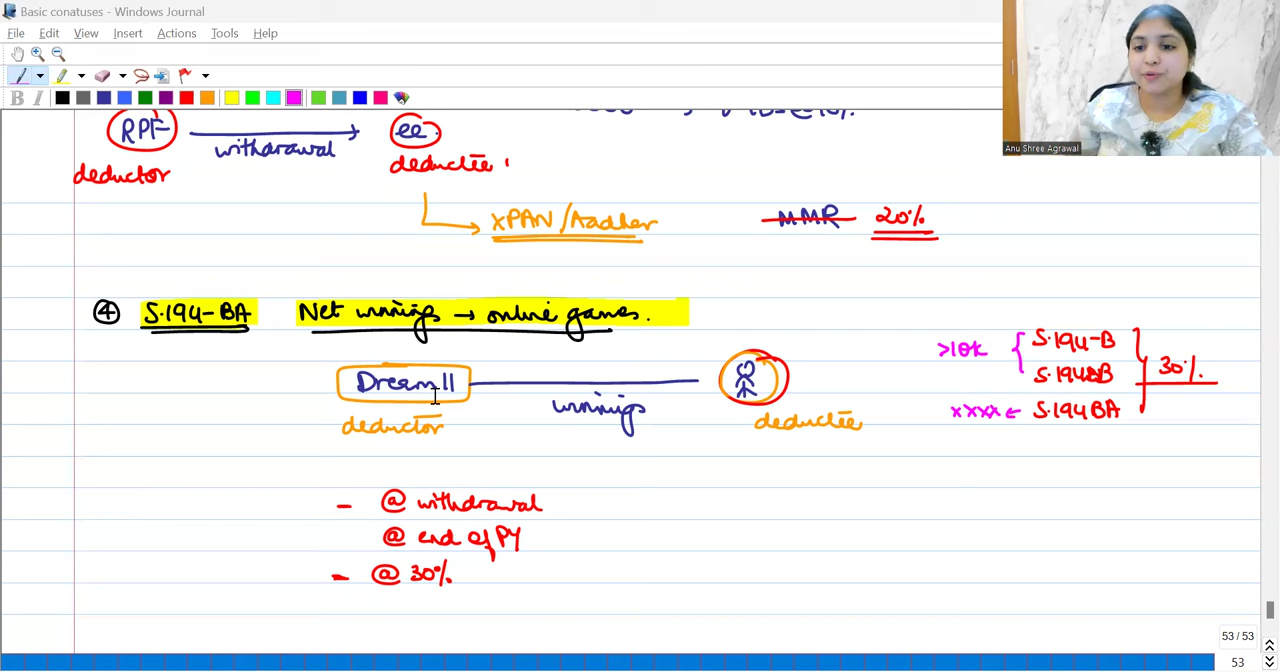 Basic conatuses - Windows Journal
File Edit View Insert Actions Tools Help
B I
Anu Shree Agrawal
RPF withdrawal ee
deductor deductee
xPAN/Aadhar MMR 20%
④ S.194-BA Net winnings → online games.
>10k S.194-B
S.194BB 30%
xxxx ← S.194BA
Dream11 winnings
deductor deductee
- @ withdrawal
@ end of PY
- @ 30%
53 / 53
53